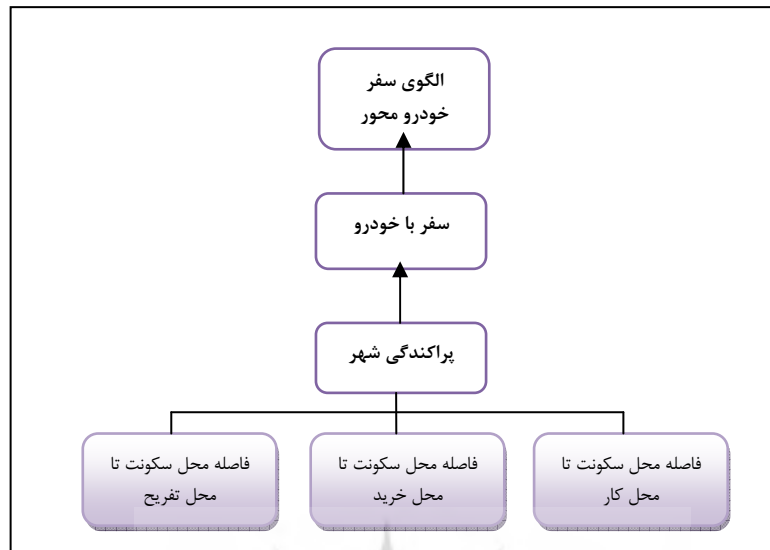 الگوی سفر
خودرو محور
سفر با خودرو
پراکندگی شهر
فاصله محل سکونت تا
محل کار
فاصله محل سکونت تا
محل خرید
فاصله محل سکونت تا
محل تفریح